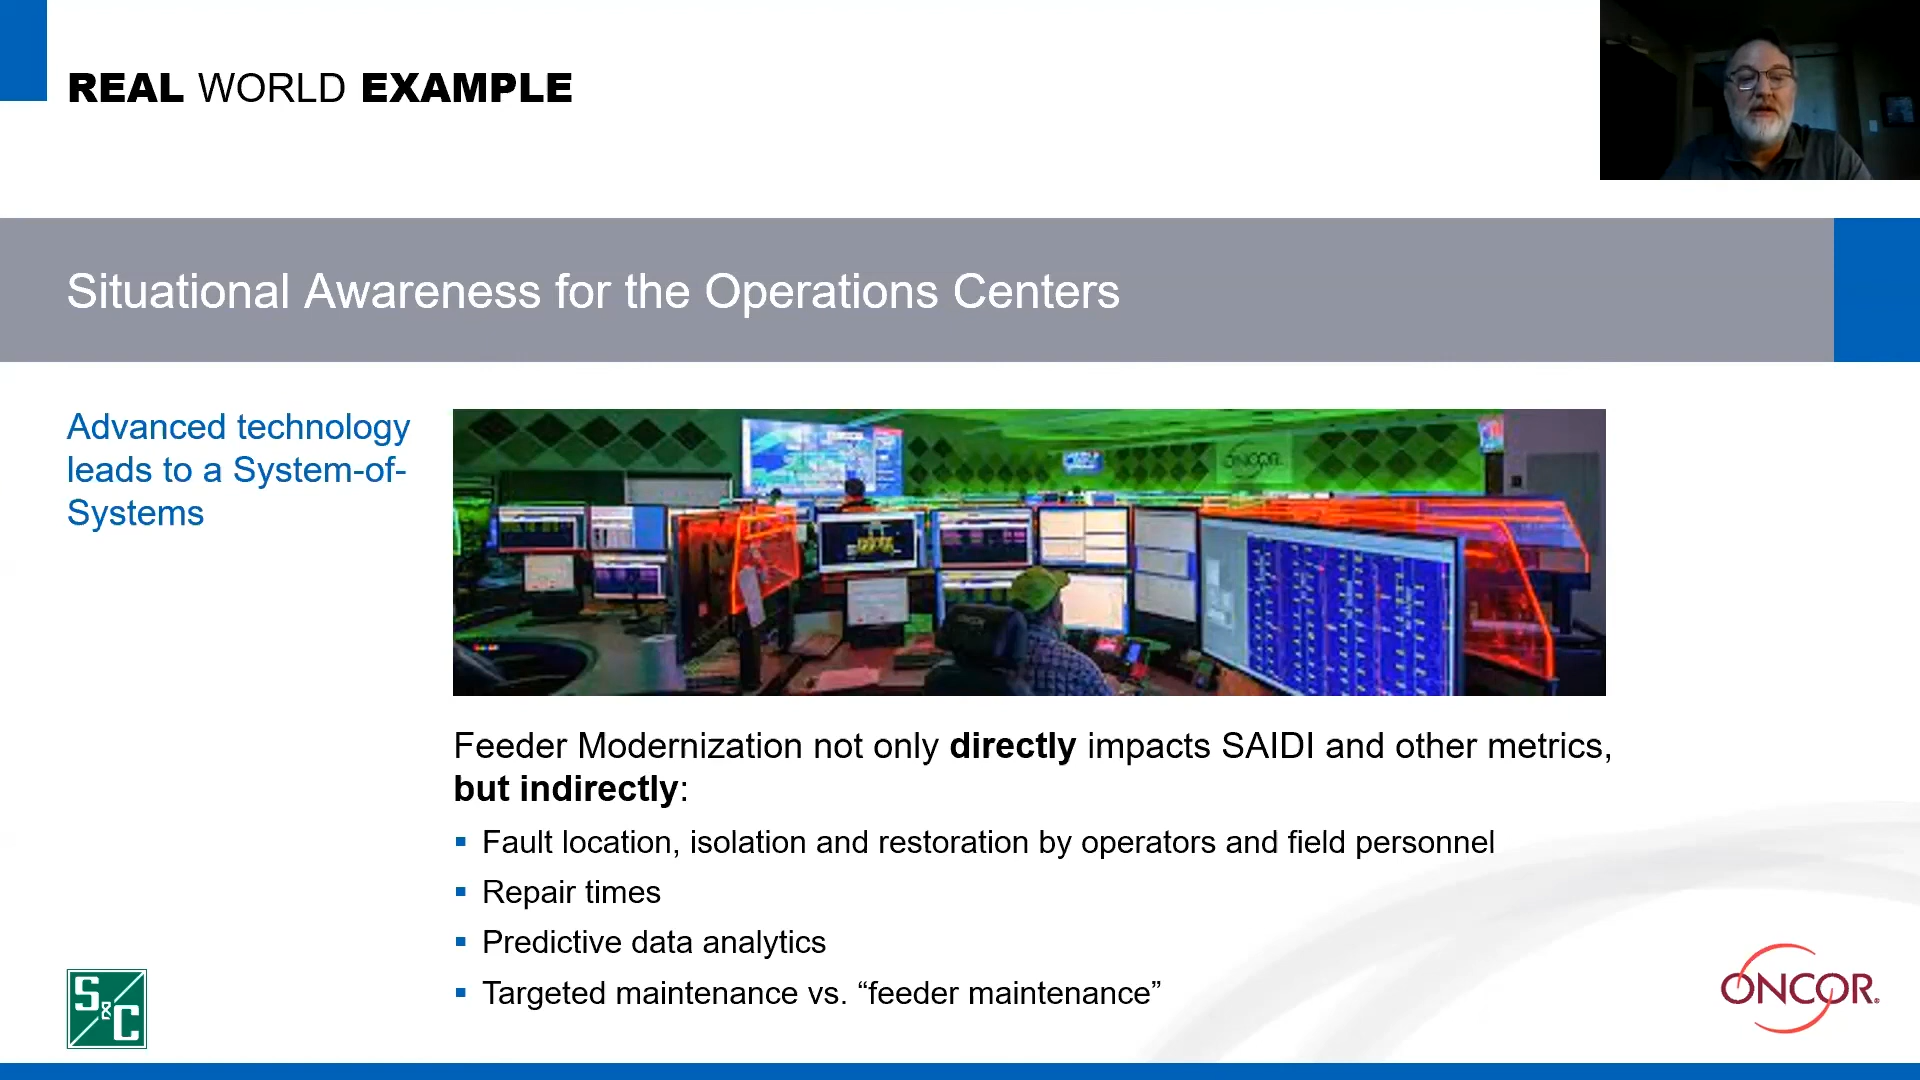 REAL WORLD EXAMPLE
Situational Awareness for the Operations Centers
Advanced technology
leads to a System-of-
Systems
ONCOR
ONCOR
Feeder Modernization not only directly impacts SAIDI and other metrics,
but indirectly:
▪ Fault location, isolation and restoration by operators and field personnel
▪ Repair times
▪ Predictive data analytics
▪ Targeted maintenance vs. “feeder maintenance”
S&C
ONCOR®